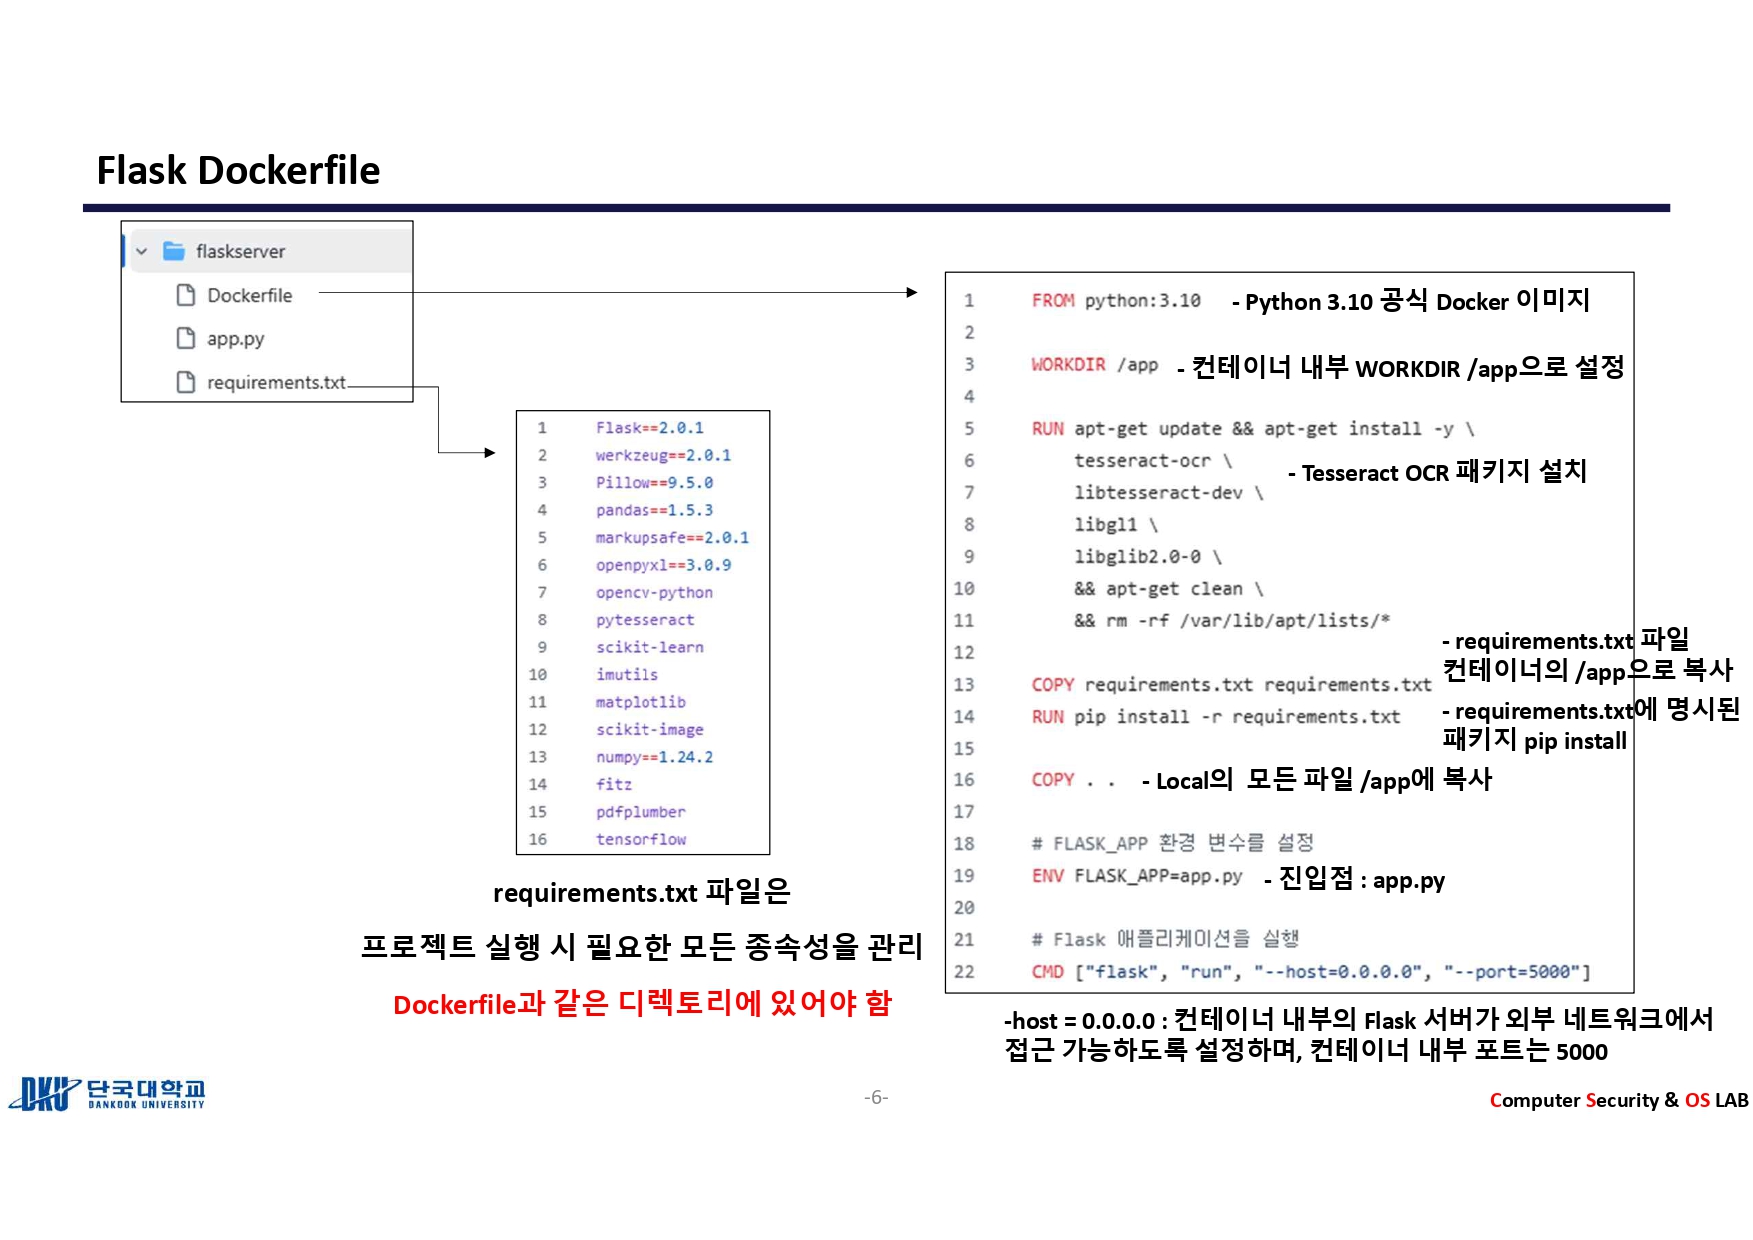 Flask Dockerfile
flaskserver
Dockerfile
app.py
requirements.txt
1 Flask==2.0.1
2 werkzeug==2.0.1
3 Pillow==9.5.0
4 pandas==1.5.3
5 markupsafe==2.0.1
6 openpyxl==3.0.9
7 opencv-python
8 pytesseract
9 scikit-learn
10 imutils
11 matplotlib
12 scikit-image
13 numpy==1.24.2
14 fitz
15 pdfplumber
16 tensorflow
requirements.txt 파일은
프로젝트 실행 시 필요한 모든 종속성을 관리
Dockerfile과 같은 디렉토리에 있어야 함
1 FROM python:3.10 - Python 3.10 공식 Docker 이미지
2
3 WORKDIR /app - 컨테이너 내부 WORKDIR /app으로 설정
4
5 RUN apt-get update && apt-get install -y \
6 tesseract-ocr \
- Tesseract OCR 패키지 설치
7 libtesseract-dev \
8 libgl1 \
9 libglib2.0-0 \
10 && apt-get clean \
11 && rm -rf /var/lib/apt/lists/*
12
- requirements.txt 파일
컨테이너의 /app으로 복사
13 COPY requirements.txt requirements.txt
14 RUN pip install -r requirements.txt
- requirements.txt에 명시된
패키지 pip install
15
16 COPY . . - Local의 모든 파일 /app에 복사
17
18 # FLASK_APP 환경 변수를 설정
19 ENV FLASK_APP=app.py - 진입점 : app.py
20
21 # Flask 애플리케이션을 실행
22 CMD ["flask", "run", "--host=0.0.0.0", "--port=5000"]
-host = 0.0.0.0 : 컨테이너 내부의 Flask 서버가 외부 네트워크에서
접근 가능하도록 설정하며, 컨테이너 내부 포트는 5000
DKU 단국대학교
DANKOOK UNIVERSITY
-6-
Computer Security & OS LAB